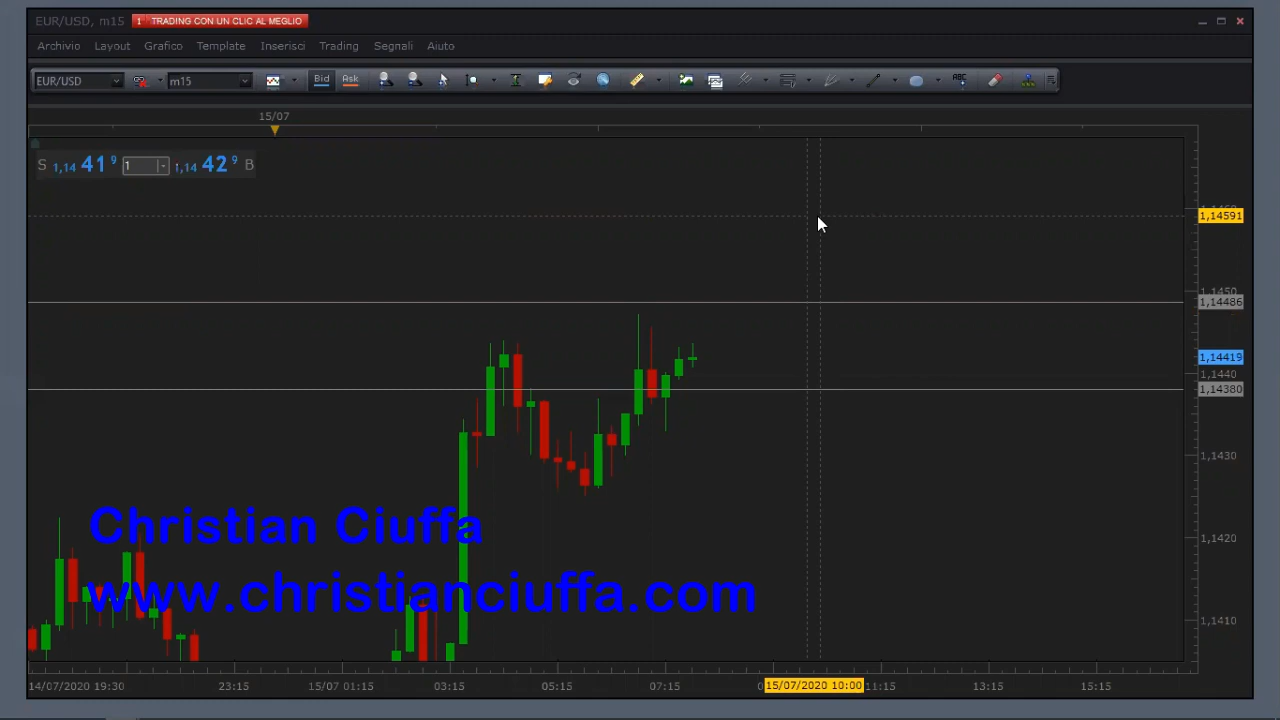 EUR/USD, m15 1 TRADING CON UN CLIC AL MEGLIO
Archivio Layout Grafico Template Inserisci Trading Segnali Aiuto
EUR/USD m15 Bid Ask ABC
15/07
S 1,14 41 9 1 1,14 42 9 B
1,14591
1,14486
1,14419
1,1440
1,14380
1,1430
Christian Ciuffa
1,1420
www.christianciuffa.com
1,1410
14/07/2020 19:30 23:15 15/07 01:15 03:15 05:15 07:15 15/07/2020 10:00 11:15 13:15 15:15